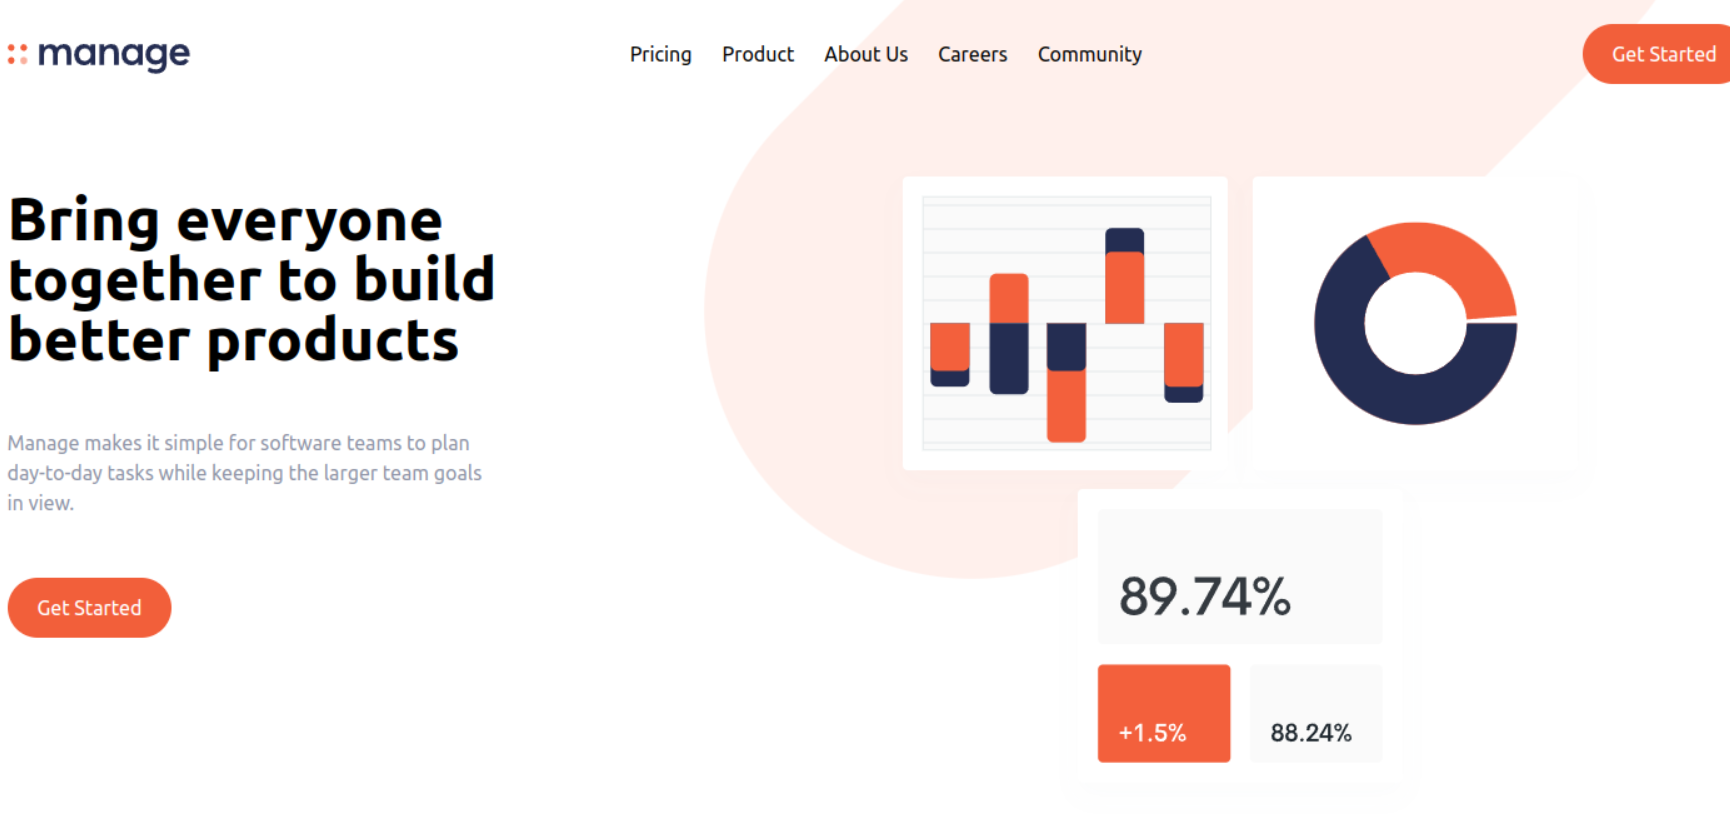 manage
Pricing Product About Us Careers Community
Get Started
Bring everyone
together to build
better products
Manage makes it simple for software teams to plan
day-to-day tasks while keeping the larger team goals
in view.
Get Started
89.74%
+1.5% 88.24%